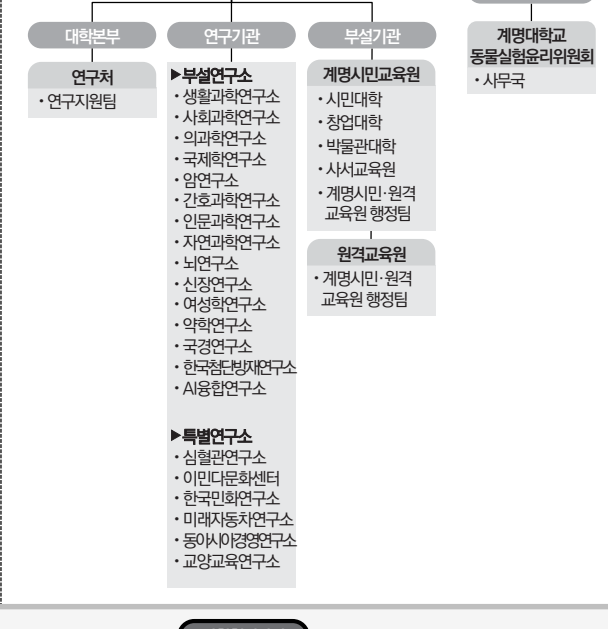 대학본부
연구처
・연구지원팀
연구기관
▶부설연구소
・생활과학연구소
・사회과학연구소
・의과학연구소
・국제학연구소
・암연구소
・간호과학연구소
・인문과학연구소
・자연과학연구소
・뇌연구소
・신장연구소
・여성학연구소
・약학연구소
・국경연구소
・한국첨단방재연구소
・AI융합연구소
▶특별연구소
・심혈관연구소
・이민다문화센터
・한국민화연구소
・미래자동차연구소
・동아시아경영연구소
・교양교육연구소
부설기관
계명시민교육원
・시민대학
・창업대학
・박물관대학
・사서교육원
・계명시민·원격
교육원 행정팀
원격교육원
・계명시민·원격
교육원 행정팀
계명대학교
동물실험윤리위원회
・사무국